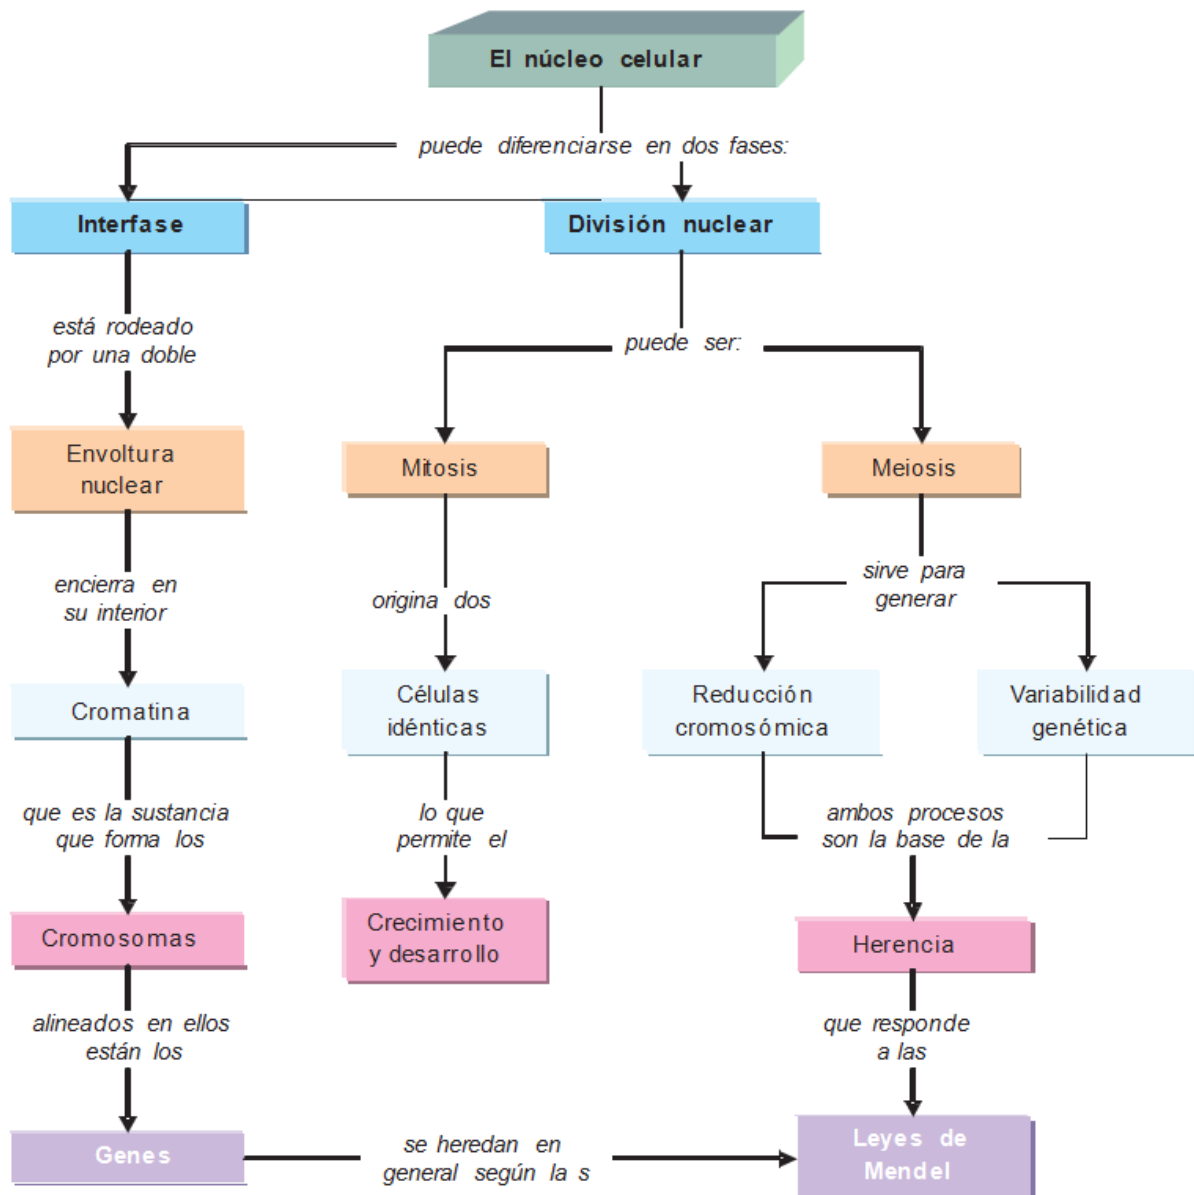 El núcleo celular
puede diferenciarse en dos fases:
Interfase
División nuclear
está rodeado
por una doble
puede ser:
Envoltura
nuclear
Mitosis
Meiosis
encierra en
su interior
origina dos
sirve para
generar
Cromatina
Células
idénticas
Reducción
cromosómica
Variabilidad
genética
que es la sustancia
que forma los
lo que
permite el
ambos procesos
son la base de la
Cromosomas
Crecimiento
y desarrollo
Herencia
alineados en ellos
están los
que responde
a las
Genes
se heredan en
general según la s
Leyes de
Mendel